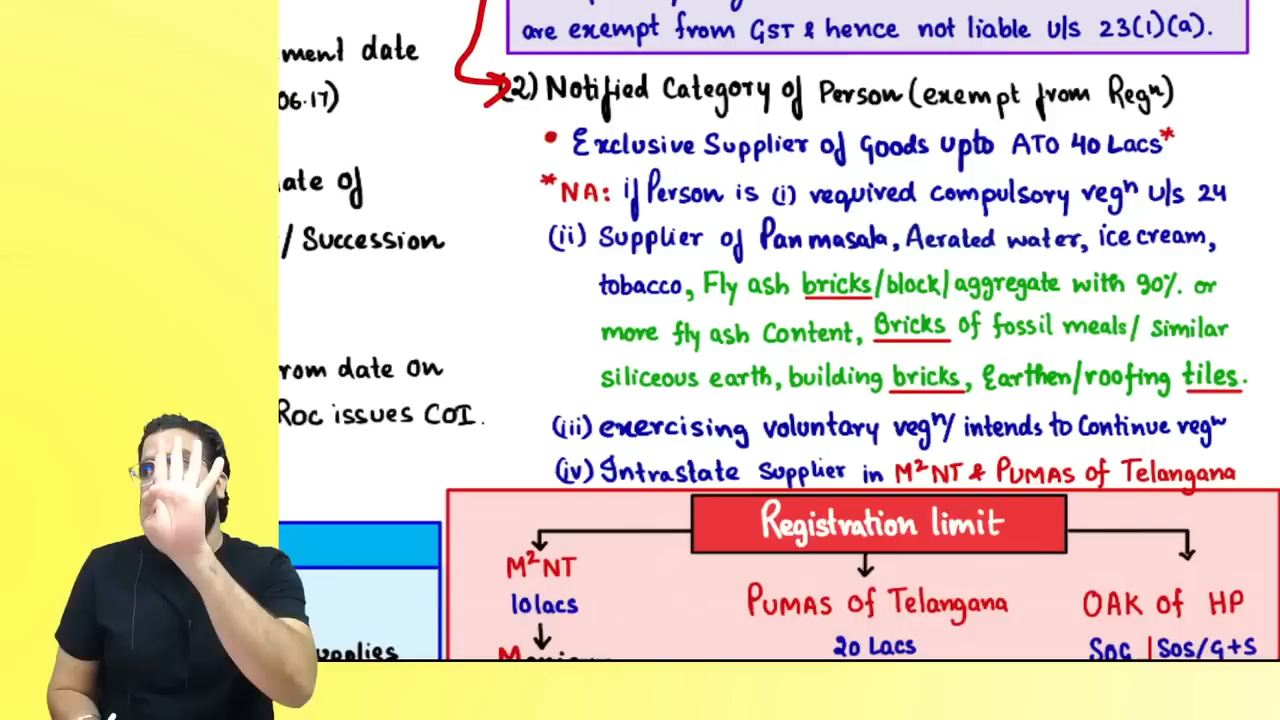 are exempt from GST & hence not liable u/s 23(1)(a).
ment date
06.17)
(2) Notified Category of Person (exempt from Regⁿ)
• Exclusive Supplier of Goods upto ATO 40 Lacs*
*NA: if Person is (i) required compulsory regⁿ u/s 24
ate of
/ Succession
(ii) Supplier of Pan masala, Aerated water, ice cream,
tobacco, Fly ash bricks/block/aggregate with 90% or
more fly ash Content, Bricks of fossil meals/ similar
siliceous earth, building bricks, Earthen/roofing tiles.
rom date on
Roc issues COI.
(iii) exercising voluntary regⁿ/ intends to Continue regⁿ
(iv) Intrastate Supplier in M²NT & PUMAS of Telangana
Registration limit
M²NT
10 lacs
PUMAS of Telangana
20 Lacs
OAK of HP
SOG | SOS/G+S